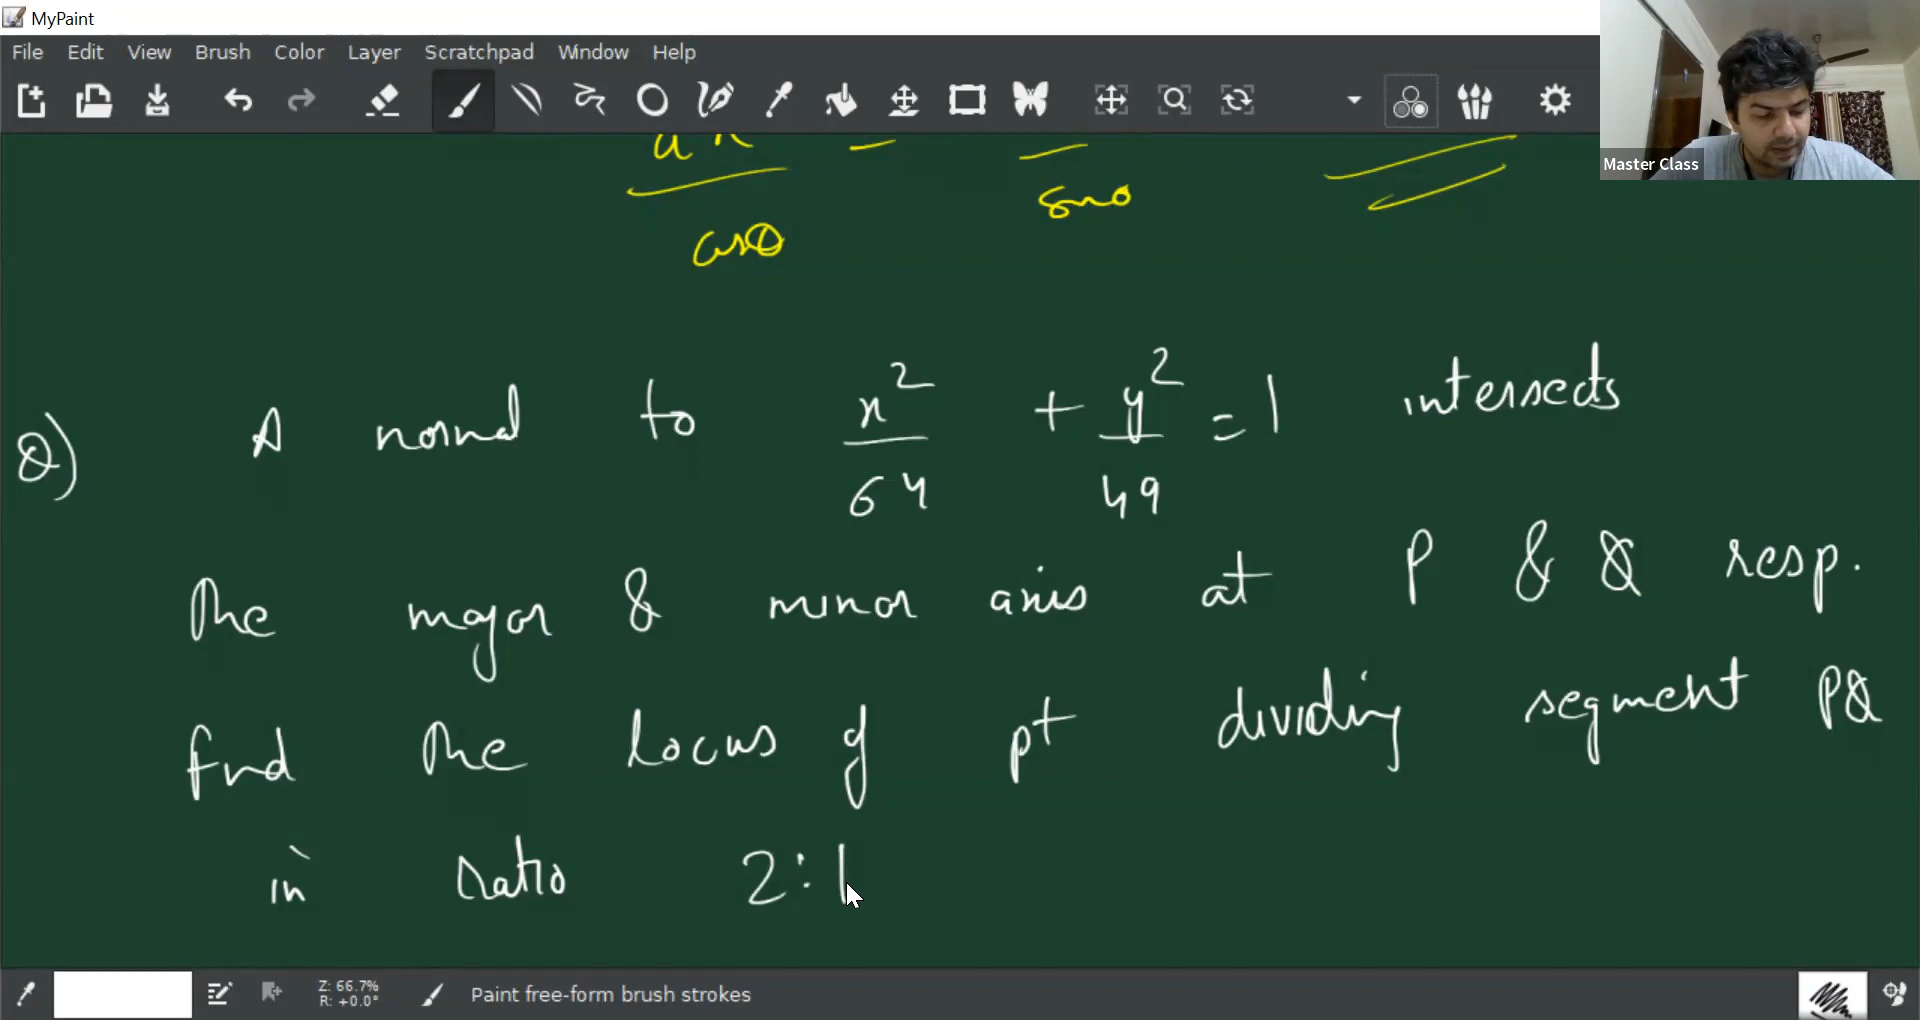 MyPaint
File Edit View Brush Color Layer Scratchpad Window Help
Master Class
cosθ
sinθ
Q) A normal to x²/64 + y²/49 = 1 intersects
the major & minor axis at P & Q resp.
find the locus of pt dividing segment PQ
in ratio 2:1
Z: 66.7%
R: +0.0°
Paint free-form brush strokes